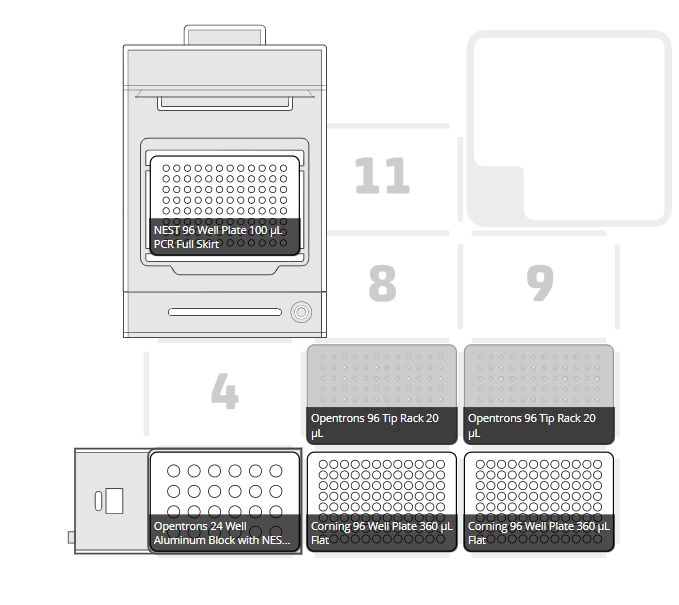 11
NEST 96 Well Plate 100 µL
PCR Full Skirt
8
9
4
Opentrons 96 Tip Rack 20
µL
Opentrons 96 Tip Rack 20
µL
Opentrons 24 Well
Aluminum Block with NES...
Corning 96 Well Plate 360 µL
Flat
Corning 96 Well Plate 360 µL
Flat